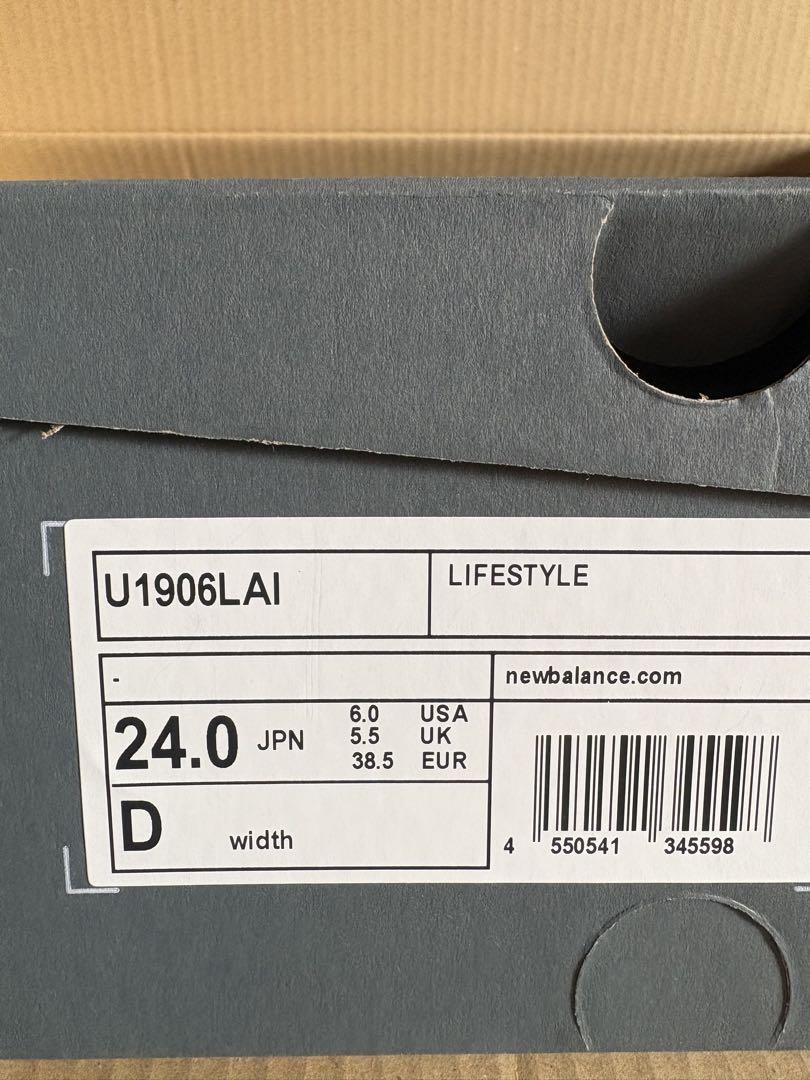 U1906LAI
LIFESTYLE
-
newbalance.com
24.0 JPN
6.0 USA
5.5 UK
38.5 EUR
D width
4 550541 345598